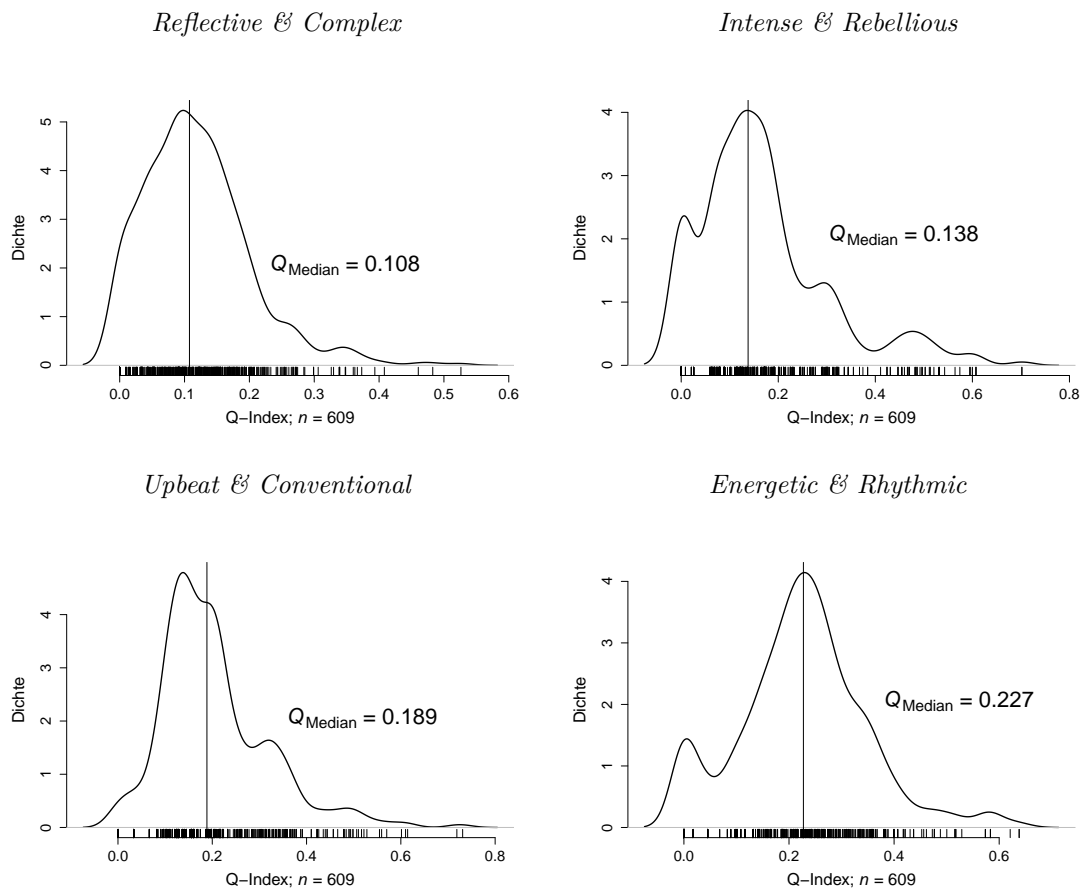 Reflective & Complex
Dichte
5
4
3
2
1
0
Q_Median = 0.108
0.0 0.1 0.2 0.3 0.4 0.5 0.6
Q−Index; n = 609
Intense & Rebellious
Dichte
4
3
2
1
0
Q_Median = 0.138
0.0 0.2 0.4 0.6 0.8
Q−Index; n = 609
Upbeat & Conventional
Dichte
4
3
2
1
0
Q_Median = 0.189
0.0 0.2 0.4 0.6 0.8
Q−Index; n = 609
Energetic & Rhythmic
Dichte
4
3
2
1
0
Q_Median = 0.227
0.0 0.2 0.4 0.6
Q−Index; n = 609